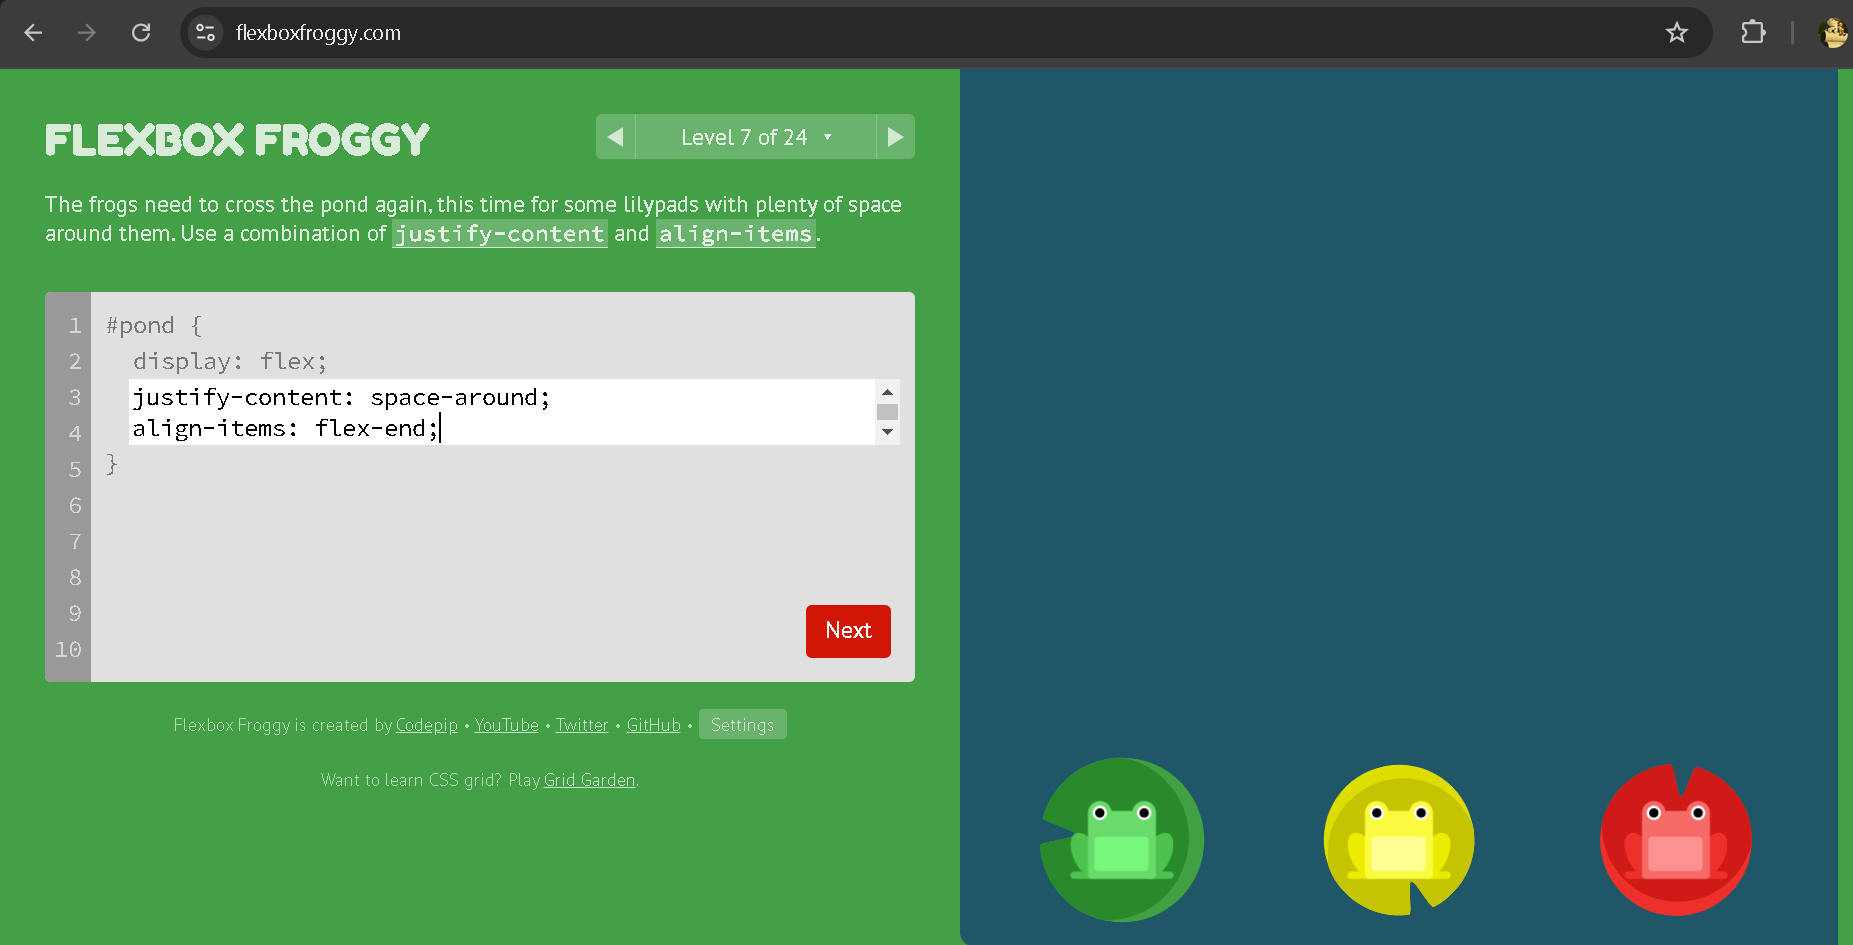 flexboxfroggy.com
FLEXBOX FROGGY
Level 7 of 24 ▾
The frogs need to cross the pond again, this time for some lilypads with plenty of space
around them. Use a combination of justify-content and align-items.
1 #pond {
2 display: flex;
3 justify-content: space-around;
4 align-items: flex-end;
5 }
6
7
8
9
10
Next
Flexbox Froggy is created by Codepip • YouTube • Twitter • GitHub • Settings
Want to learn CSS grid? Play Grid Garden.